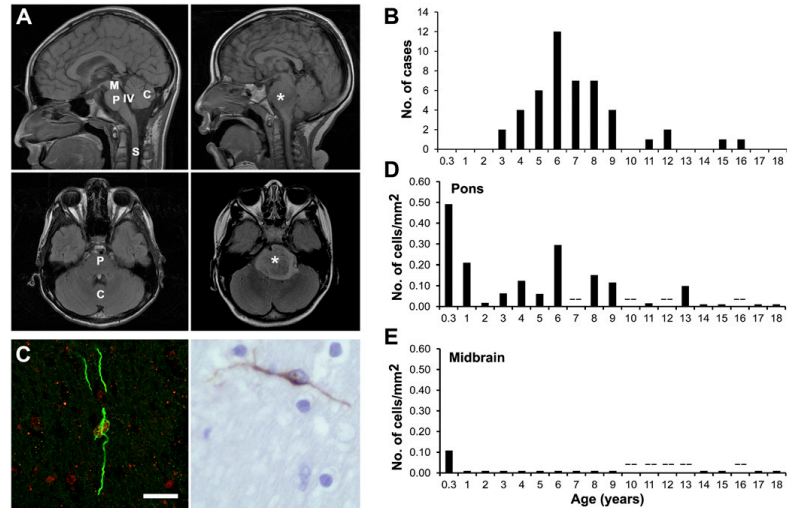 A
M
P IV C
S
*
P
C
*
C
B
No. of cases
14
12
10
8
6
4
2
0
0.3 1 2 3 4 5 6 7 8 9 10 11 12 13 14 15 16 17 18
D
Pons
No. of cells/mm2
0.60
0.50
0.40
0.30
0.20
0.10
0.00
-- -- -- --
0.3 1 2 3 4 5 6 7 8 9 10 11 12 13 14 15 16 17 18
E
Midbrain
No. of cells/mm2
0.60
0.50
0.40
0.30
0.20
0.10
0.00
-- -- -- -- --
0.3 1 2 3 4 5 6 7 8 9 10 11 12 13 14 15 16 17 18
Age (years)